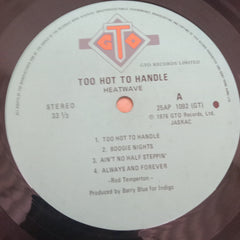 GTO
GTO RECORDS LIMITED
TOO HOT TO HANDLE
HEATWAVE
STEREO
33 1/3
A
25AP 1082 (GT)
℗ 1976 GTO Records, Ltd.
JASRAC
1. TOO HOT TO HANDLE
2. BOOGIE NIGHTS
3. AIN'T NO HALF STEPPIN'
4. ALWAYS AND FOREVER
-Rod Temperton-
Produced by Barry Blue for Indigo